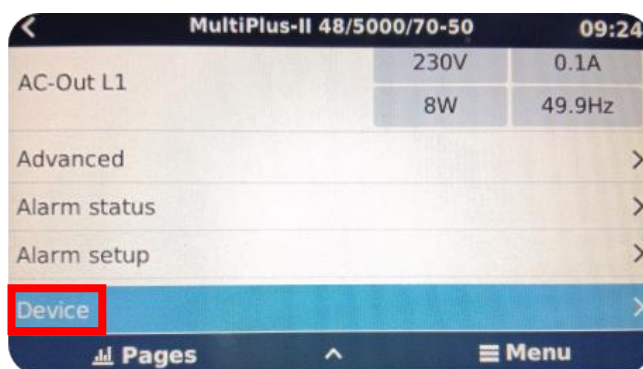 MultiPlus-II 48/5000/70-50 09:24
AC-Out L1
230V 0.1A
8W 49.9Hz
Advanced
Alarm status
Alarm setup
Device
Pages Menu